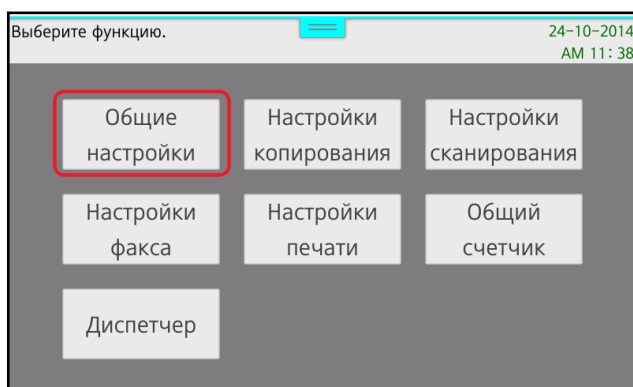 Выберите функцию.
24-10-2014
AM 11: 38
Общие
настройки
Настройки
копирования
Настройки
сканирования
Настройки
факса
Настройки
печати
Общий
счетчик
Диспетчер